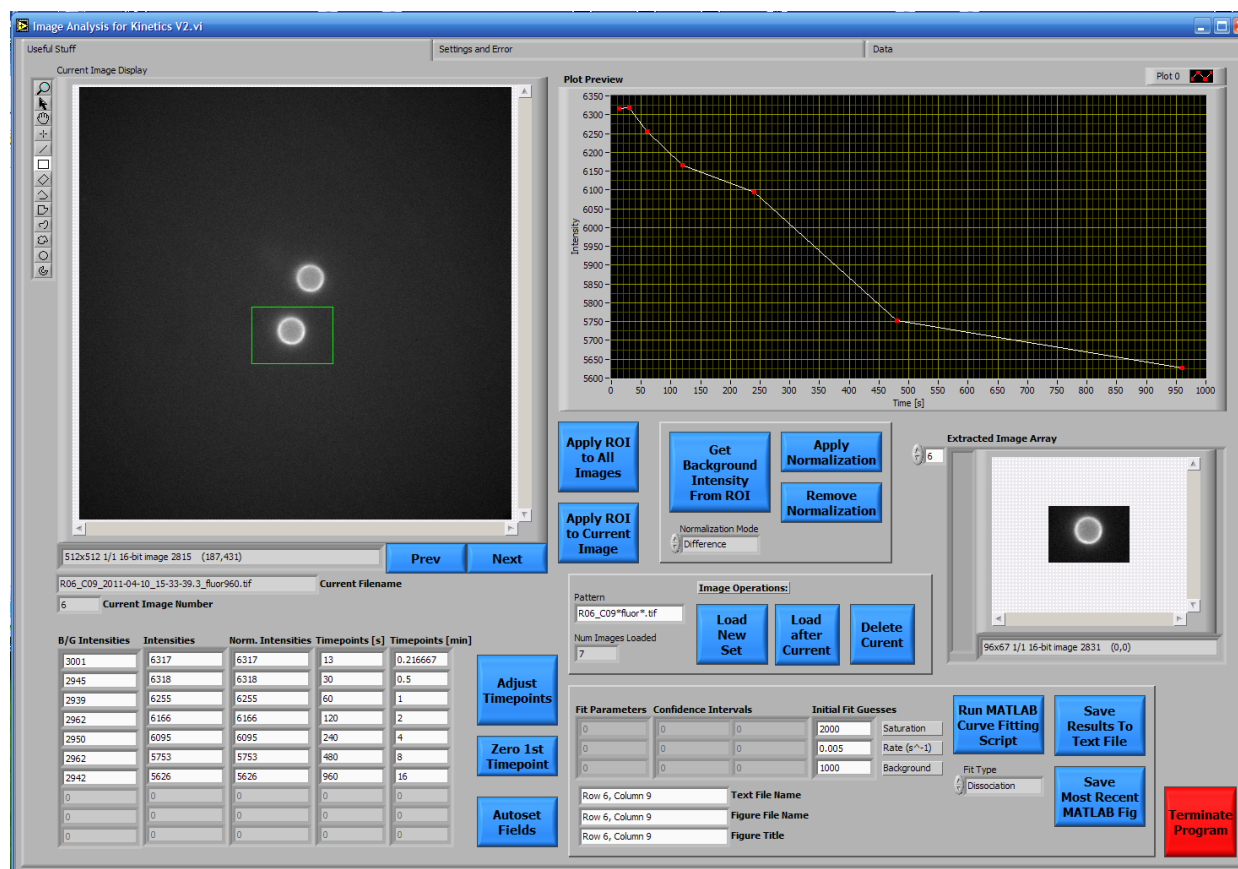 Image Analysis for Kinetics V2.vi
Useful Stuff
Settings and Error
Data
Current Image Display
Plot Preview
Plot 0
Intensity
6350
6300
6250
6200
6150
6100
6050
6000
5950
5900
5850
5800
5750
5700
5650
5600
0 50 100 150 200 250 300 350 400 450 500 550 600 650 700 750 800 850 900 950 1000
Time [s]
512x512 1/1 16-bit image 2815 (187,431)
Prev
Next
R06_C09_2011-04-10_15-33-39.3_fluor960.tif
Current Filename
6
Current Image Number
Apply ROI
to All
Images
Apply ROI
to Current
Image
Get
Background
Intensity
From ROI
Apply
Normalization
Remove
Normalization
Normalization Mode
Difference
Extracted Image Array
6
96x67 1/1 16-bit image 2831 (0,0)
Image Operations:
Pattern
R06_C09*fluor*.tif
Num Images Loaded
7
Load
New
Set
Load
after
Current
Delete
Curent
B/G Intensities Intensities Norm. Intensities Timepoints [s] Timepoints [min]
3001 6317 6317 13 0.216667
2945 6318 6318 30 0.5
2939 6255 6255 60 1
2962 6166 6166 120 2
2950 6095 6095 240 4
2962 5753 5753 480 8
2942 5626 5626 960 16
0 0 0 0 0
0 0 0 0 0
0 0 0 0 0
Adjust
Timepoints
Zero 1st
Timepoint
Autoset
Fields
Fit Parameters Confidence Intervals Initial Fit Guesses
0 0 0 2000 Saturation
0 0 0 0.005 Rate (s^-1)
0 0 0 1000 Background
Row 6, Column 9 Text File Name
Row 6, Column 9 Figure File Name
Row 6, Column 9 Figure Title
Run MATLAB
Curve Fitting
Script
Fit Type
Dissociation
Save
Results To
Text File
Save
Most Recent
MATLAB Fig
Terminate
Program